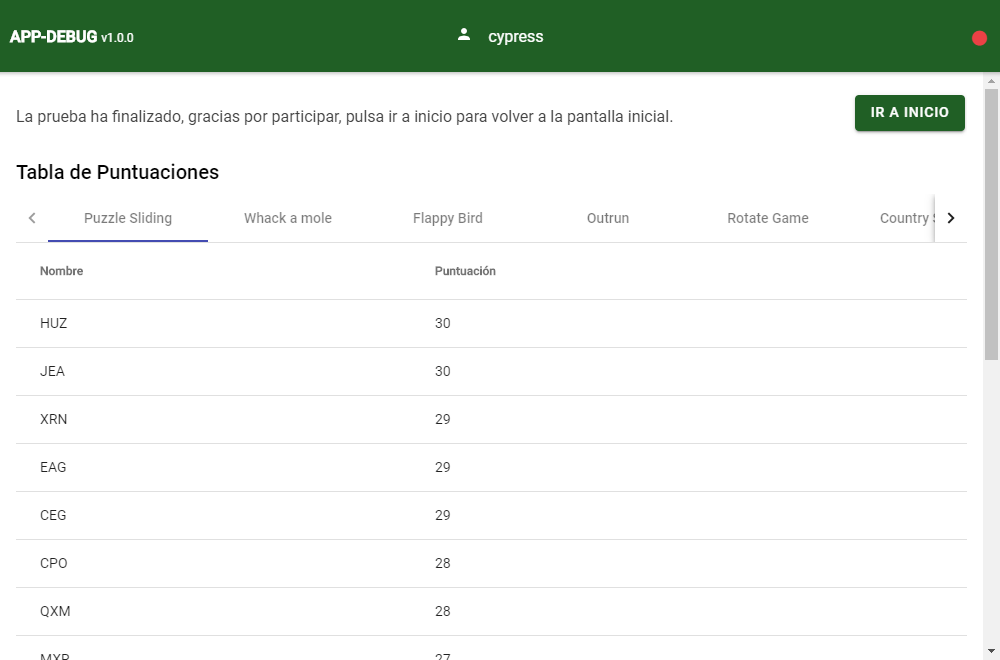 APP-DEBUG v1.0.0
cypress
La prueba ha finalizado, gracias por participar, pulsa ir a inicio para volver a la pantalla inicial.
IR A INICIO
Tabla de Puntuaciones
Puzzle Sliding Whack a mole Flappy Bird Outrun Rotate Game Country
Nombre Puntuación
HUZ 30
JEA 30
XRN 29
EAG 29
CEG 29
CPO 28
QXM 28
27